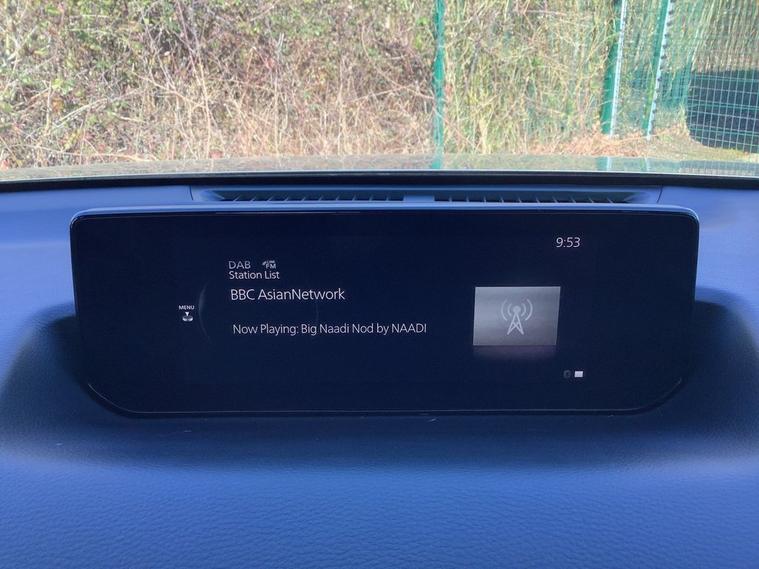 9:53
DAB FM
Station List
BBC AsianNetwork
MENU
Now Playing: Big Naadi Nod by NAADI